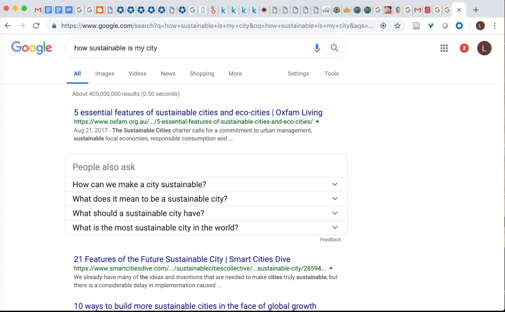 https://www.google.com/search?q=how+sustainable+is+my+city&oq=how+sustainable+is+my+city&aqs=...
Google
how sustainable is my city
2
L
All Images Videos News Shopping More Settings Tools
About 405,000,000 results (0.50 seconds)
5 essential features of sustainable cities and eco-cities | Oxfam Living
https://www.oxfam.org.au/.../5-essential-features-of-sustainable-cities-and-eco-cities/
Aug 21, 2017 - The Sustainable Cities charter calls for a commitment to urban management,
sustainable local economies, responsible consumption and ...
People also ask
How can we make a city sustainable?
What does it mean to be a sustainable city?
What should a sustainable city have?
What is the most sustainable city in the world?
Feedback
21 Features of the Future Sustainable City | Smart Cities Dive
https://www.smartcitiesdive.com/.../sustainablecitiescollective/...sustainable-city/28594...
We already have many of the ideas and inventions that are needed to make cities truly sustainable, but
there is a considerable delay in implementation caused ...
10 ways to build more sustainable cities in the face of global growth